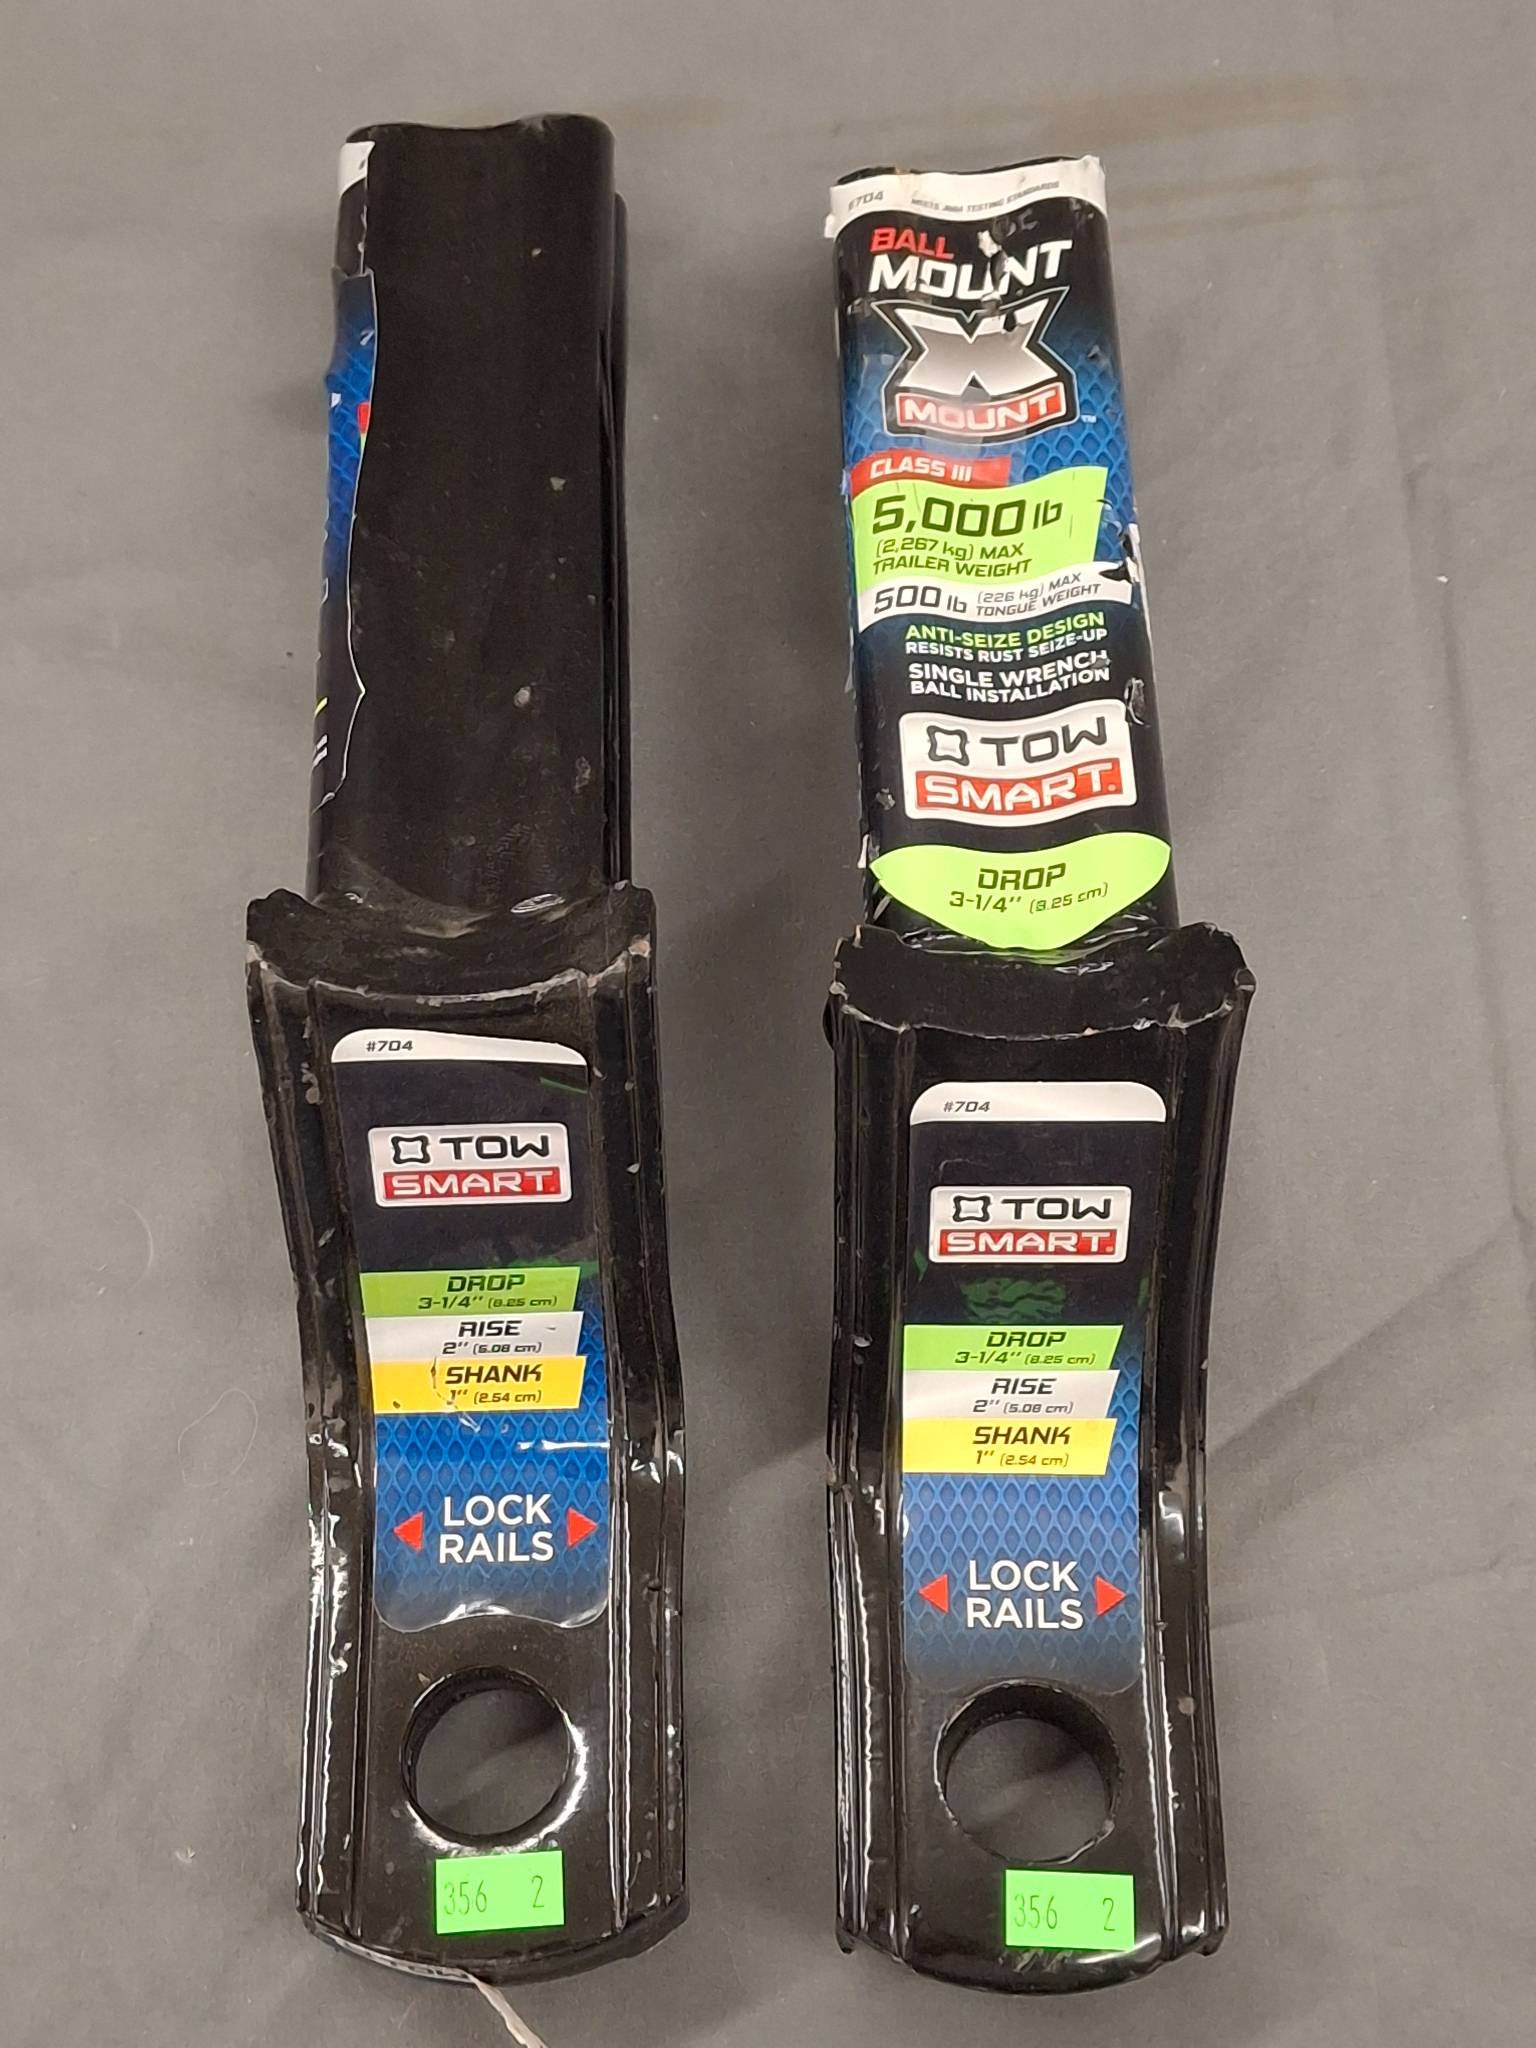 #704
TOW
SMART.
DROP
3-1/4" (8.25 cm)
RISE
2" (5.08 cm)
SHANK
1" (2.54 cm)
LOCK
RAILS
356 2
TOW
#704 MEETS TESTING STANDARDS
BALL
MOUNT
X
MOUNT™
CLASS III
5,000 lb
(2,267 kg) MAX
TRAILER WEIGHT
500 lb (226 kg) MAX
TONGUE WEIGHT
ANTI-SEIZE DESIGN
RESISTS RUST SEIZE-UP
SINGLE WRENCH
BALL INSTALLATION
TOW
SMART.
DROP
3-1/4" (8.25 cm)
#704
TOW
SMART.
DROP
3-1/4" (8.25 cm)
RISE
2" (5.08 cm)
SHANK
1" (2.54 cm)
LOCK
RAILS
356 2